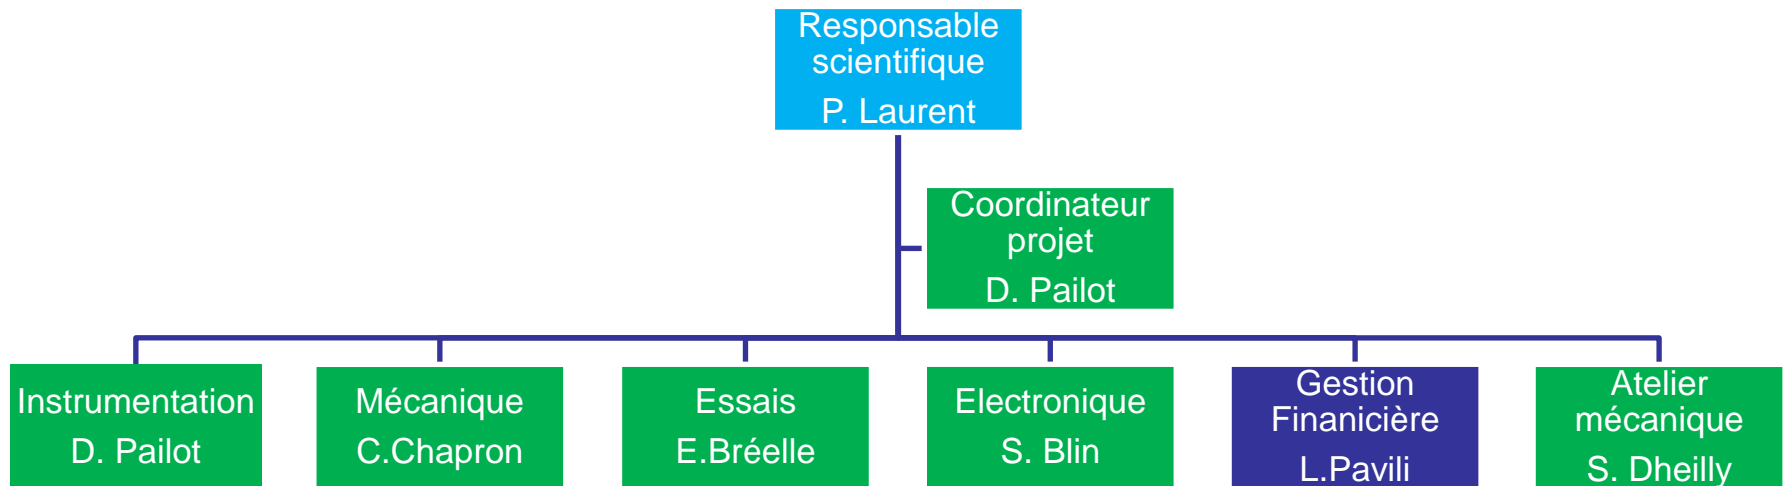 Responsable
scientifique
P. Laurent
Coordinateur
projet
D. Pailot
Instrumentation
D. Pailot
Mécanique
C.Chapron
Essais
E.Bréelle
Electronique
S. Blin
Gestion
Financière
L.Pavili
Atelier
mécanique
S. Dheilly